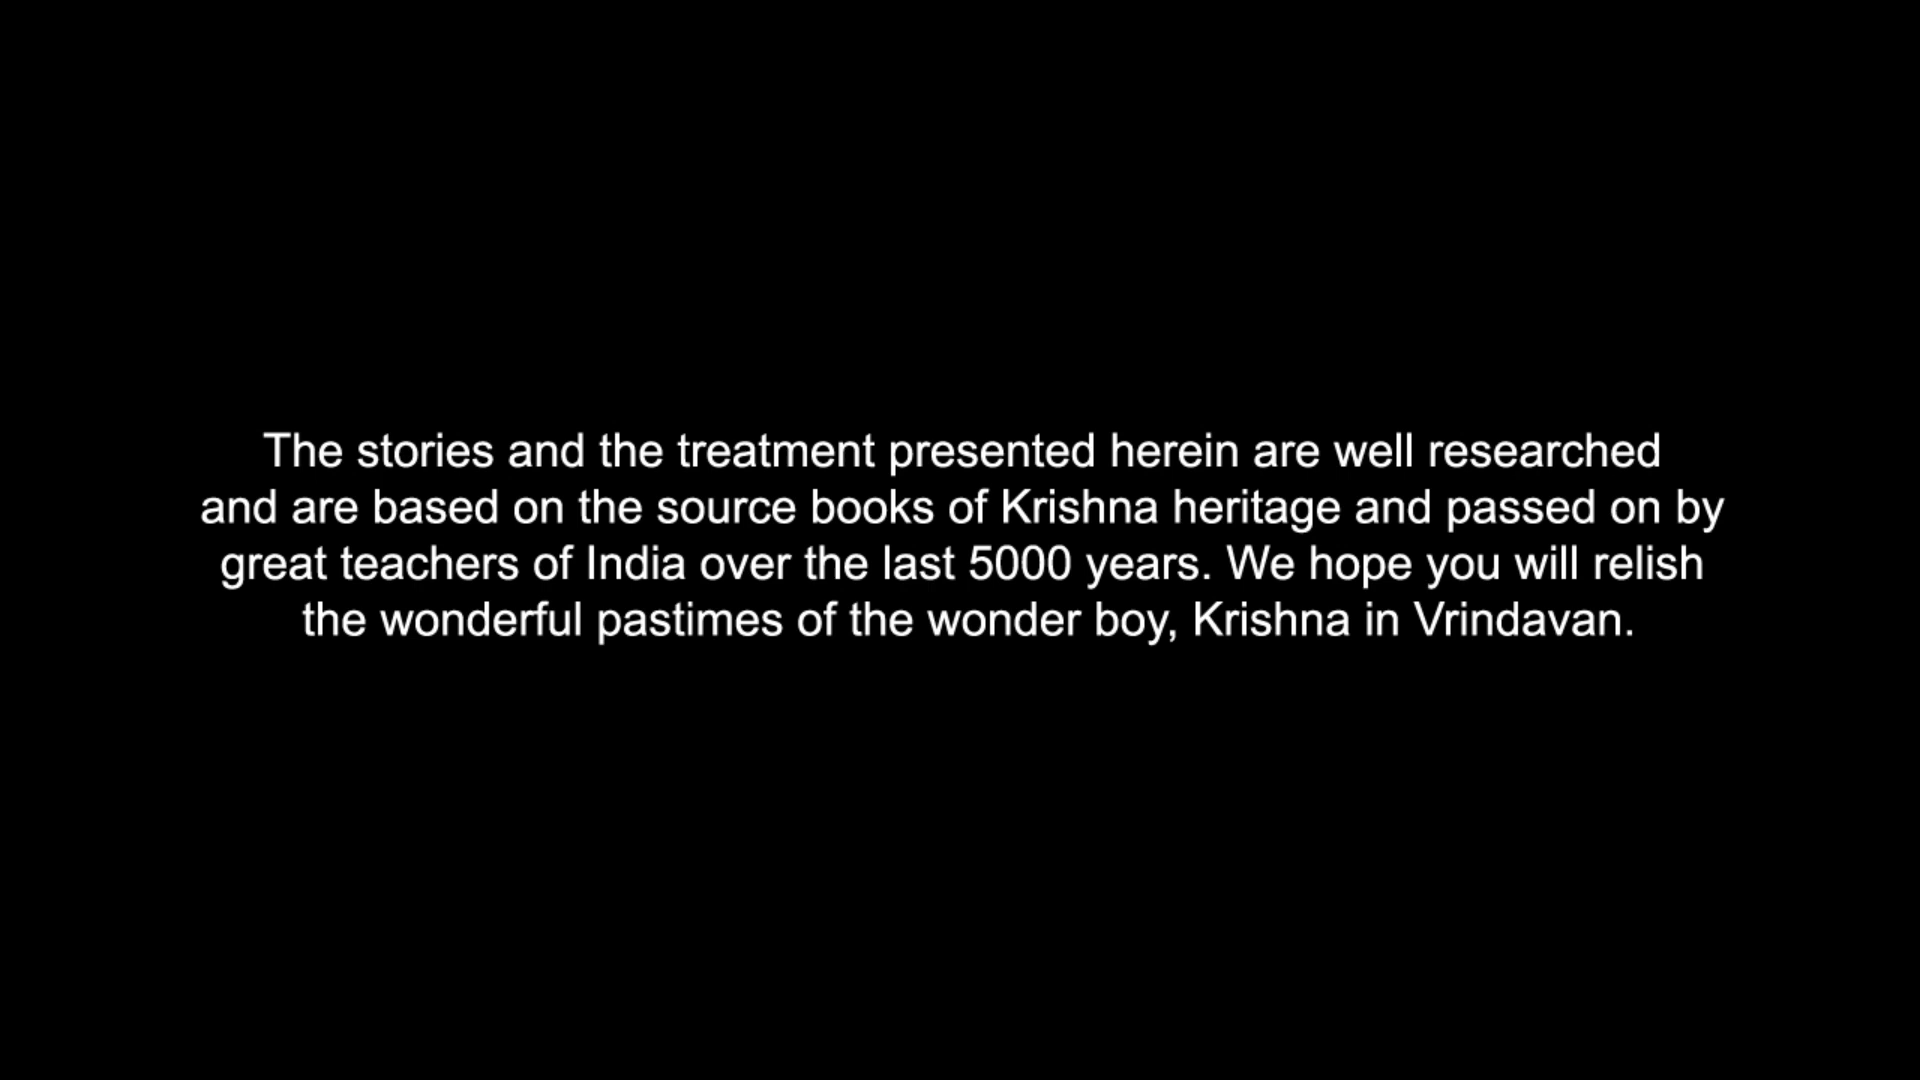 The stories and the treatment presented herein are well researched
and are based on the source books of Krishna heritage and passed on by
great teachers of India over the last 5000 years. We hope you will relish
the wonderful pastimes of the wonder boy, Krishna in Vrindavan.